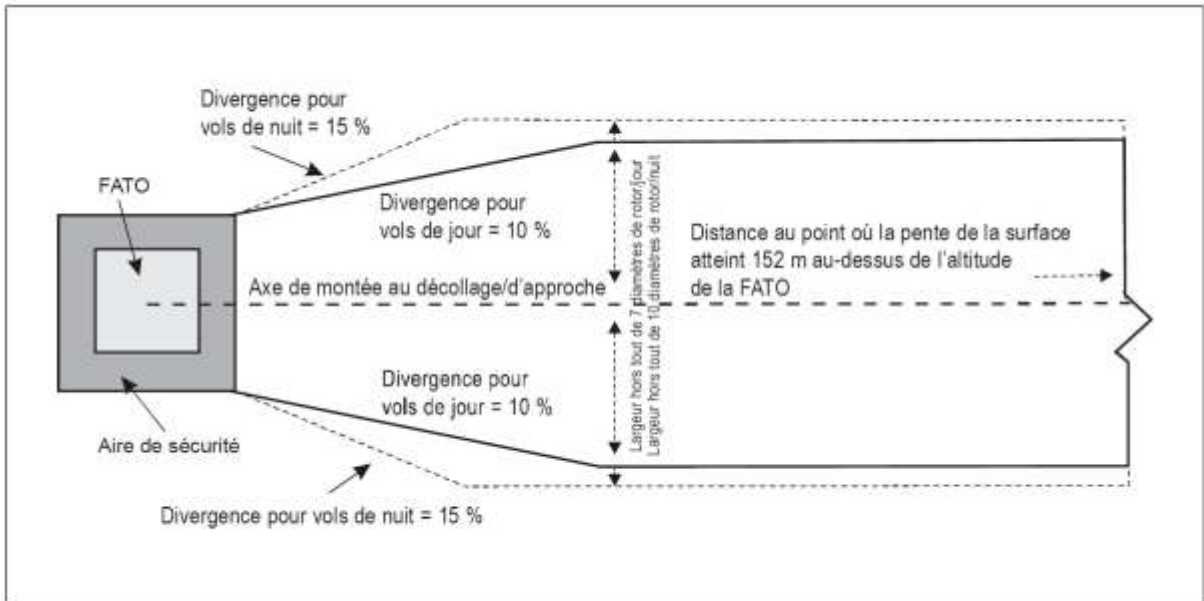 Divergence pour
vols de nuit = 15 %
FATO
Divergence pour
vols de jour = 10 %
Distance au point où la pente de la surface
atteint 152 m au-dessus de l'altitude
de la FATO
Axe de montée au décollage/d'approche
Largeur hors tout de 7 diamètres de rotor/jour
Largeur hors tout de 10 diamètres de rotor/nuit
Divergence pour
vols de jour = 10 %
Aire de sécurité
Divergence pour vols de nuit = 15 %